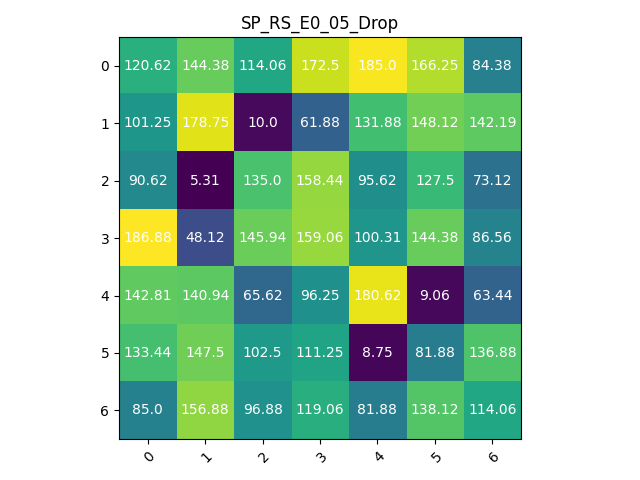 SP_RS_E0_05_Drop
0 120.62 144.38 114.06 172.5 185.0 166.25 84.38
1 101.25 178.75 10.0 61.88 131.88 148.12 142.19
2 90.62 5.31 135.0 158.44 95.62 127.5 73.12
3 186.88 48.12 145.94 159.06 100.31 144.38 86.56
4 142.81 140.94 65.62 96.25 180.62 9.06 63.44
5 133.44 147.5 102.5 111.25 8.75 81.88 136.88
6 85.0 156.88 96.88 119.06 81.88 138.12 114.06
0 1 2 3 4 5 6